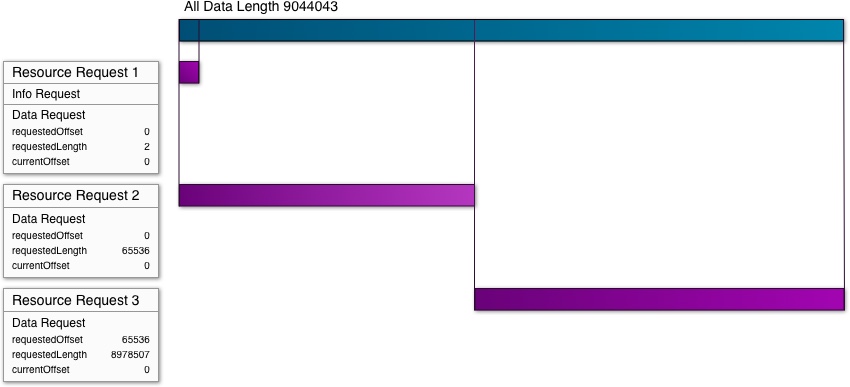 All Data Length 9044043
Resource Request 1
Info Request
Data Request
requestedOffset 0
requestedLength 2
currentOffset 0
Resource Request 2
Data Request
requestedOffset 0
requestedLength 65536
currentOffset 0
Resource Request 3
Data Request
requestedOffset 65536
requestedLength 8978507
currentOffset 0